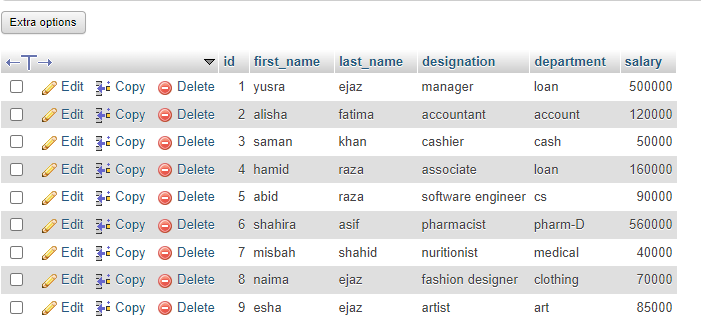 Extra options
id first_name last_name designation department salary
Edit Copy Delete 1 yusra ejaz manager loan 500000
Edit Copy Delete 2 alisha fatima accountant account 120000
Edit Copy Delete 3 saman khan cashier cash 50000
Edit Copy Delete 4 hamid raza associate loan 160000
Edit Copy Delete 5 abid raza software engineer cs 90000
Edit Copy Delete 6 shahira asif pharmacist pharm-D 560000
Edit Copy Delete 7 misbah shahid nuritionist medical 40000
Edit Copy Delete 8 naima ejaz fashion designer clothing 70000
Edit Copy Delete 9 esha ejaz artist art 85000